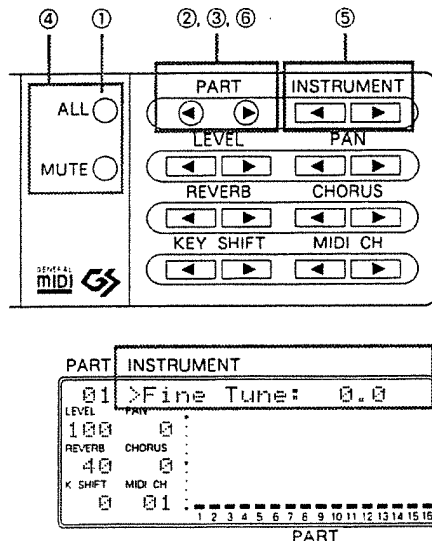 ④ ① ②, ③, ⑥ ⑤
PART INSTRUMENT
ALL
LEVEL PAN
MUTE
REVERB CHORUS
KEY SHIFT MIDI CH
GENERAL
MIDI GS
PART INSTRUMENT
01 >Fine Tune: 0.0
LEVEL PAN
100 0
REVERB CHORUS
40 0
K SHIFT MIDI CH
0 01
1 2 3 4 5 6 7 8 9 10 11 12 13 14 15 16
PART